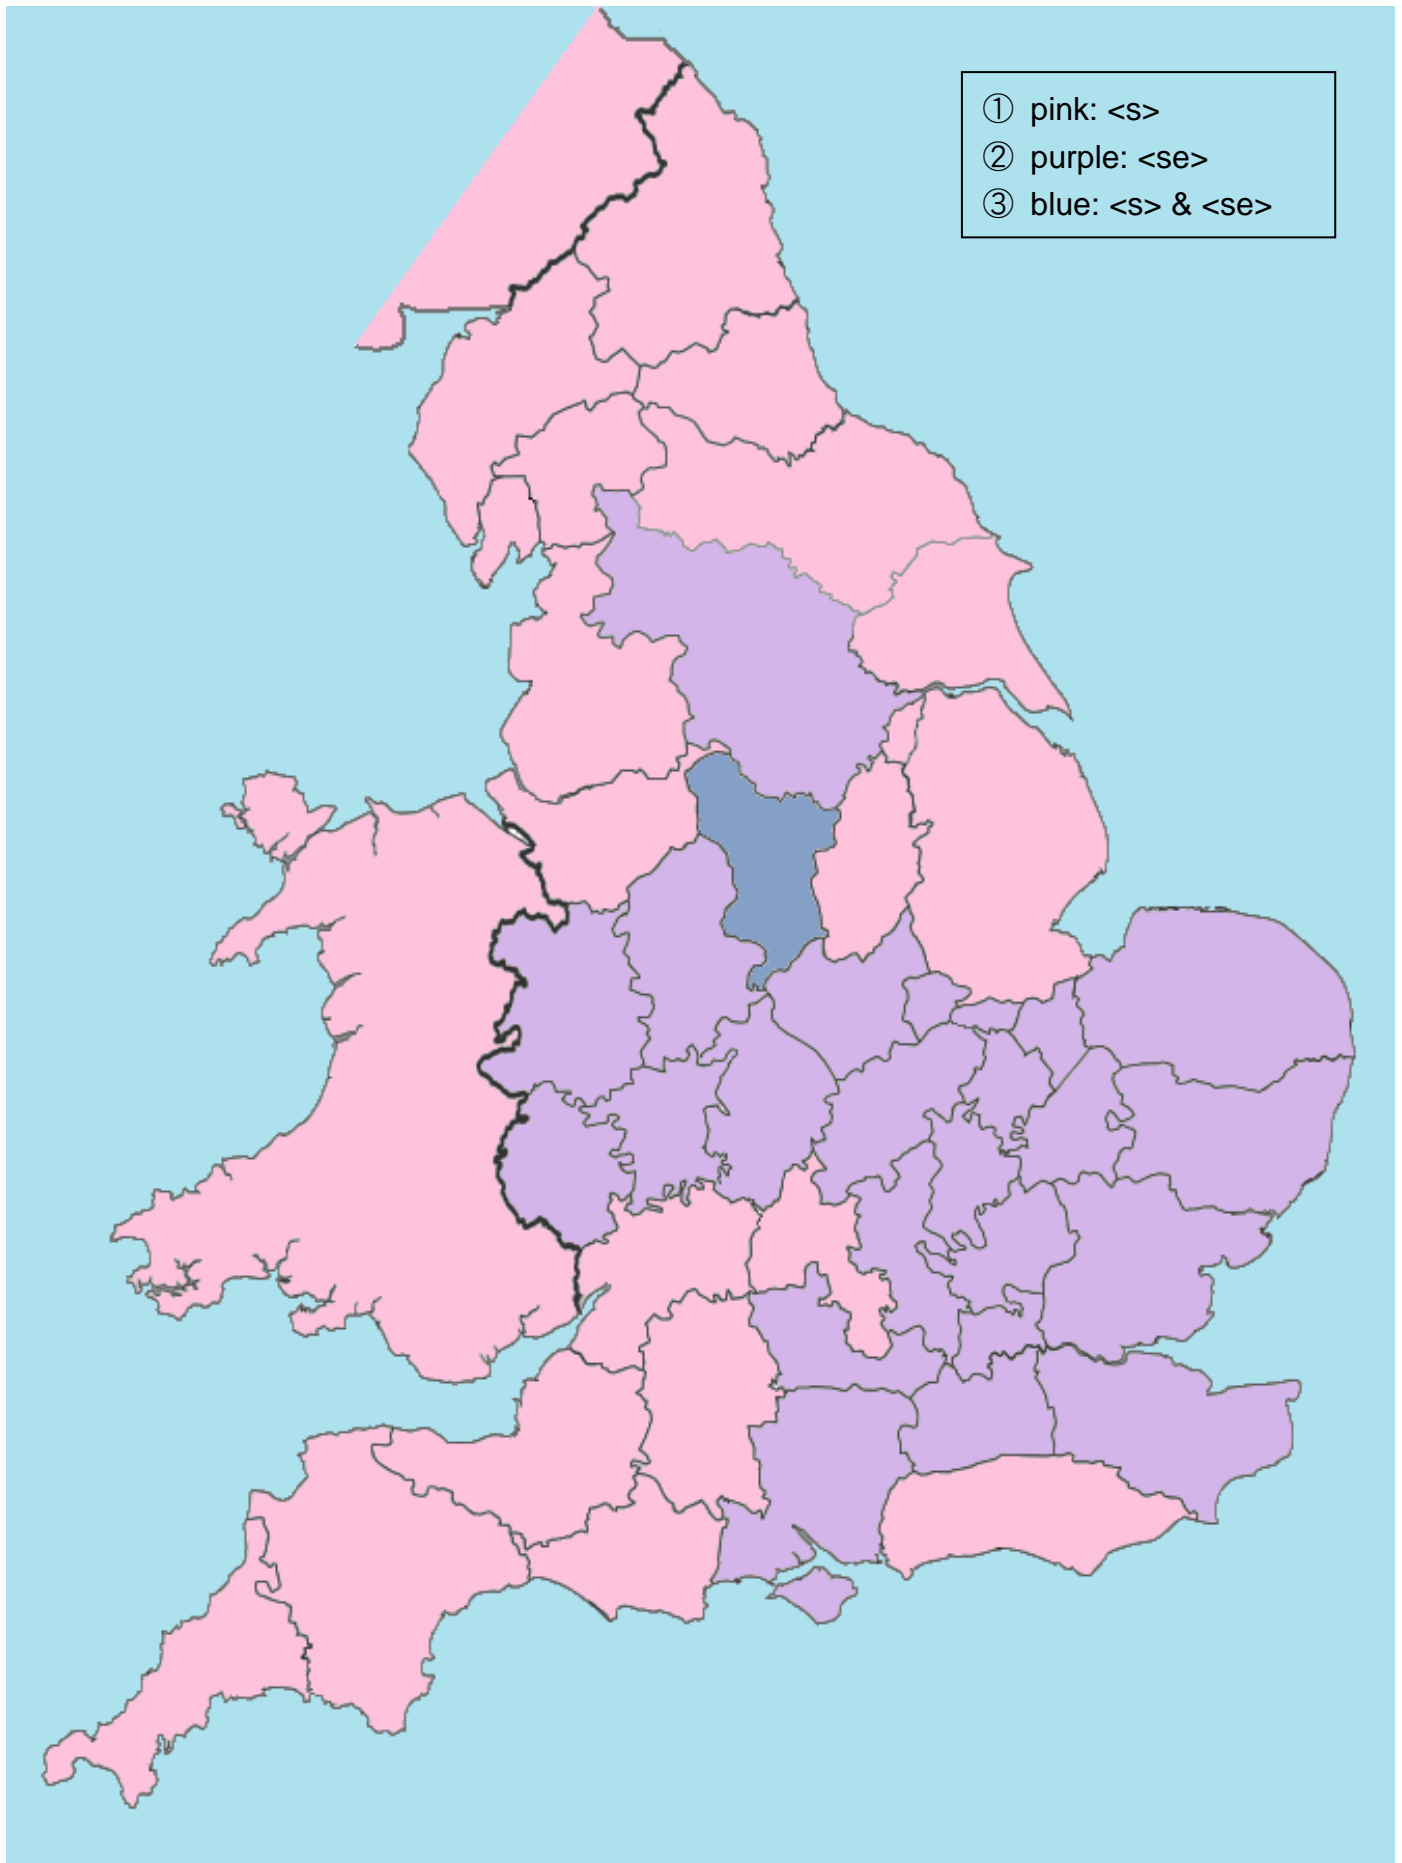 ① pink: <s>
② purple: <se>
③ blue: <s> & <se>